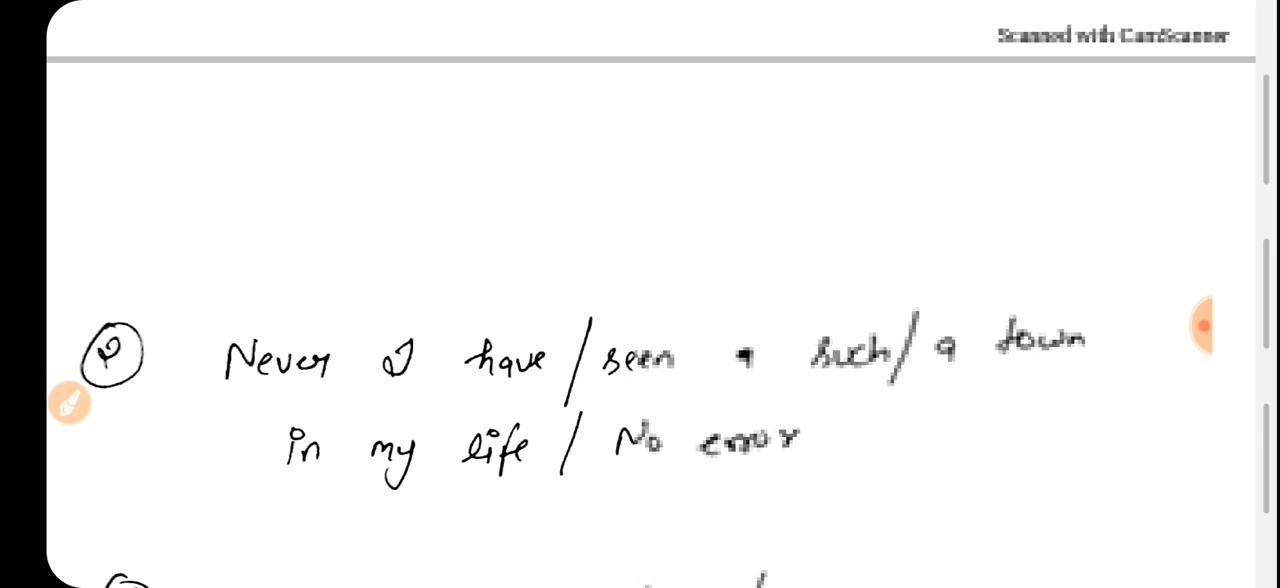 Scanned with CamScanner
Never I have / seen a such / a town
in my life / No error